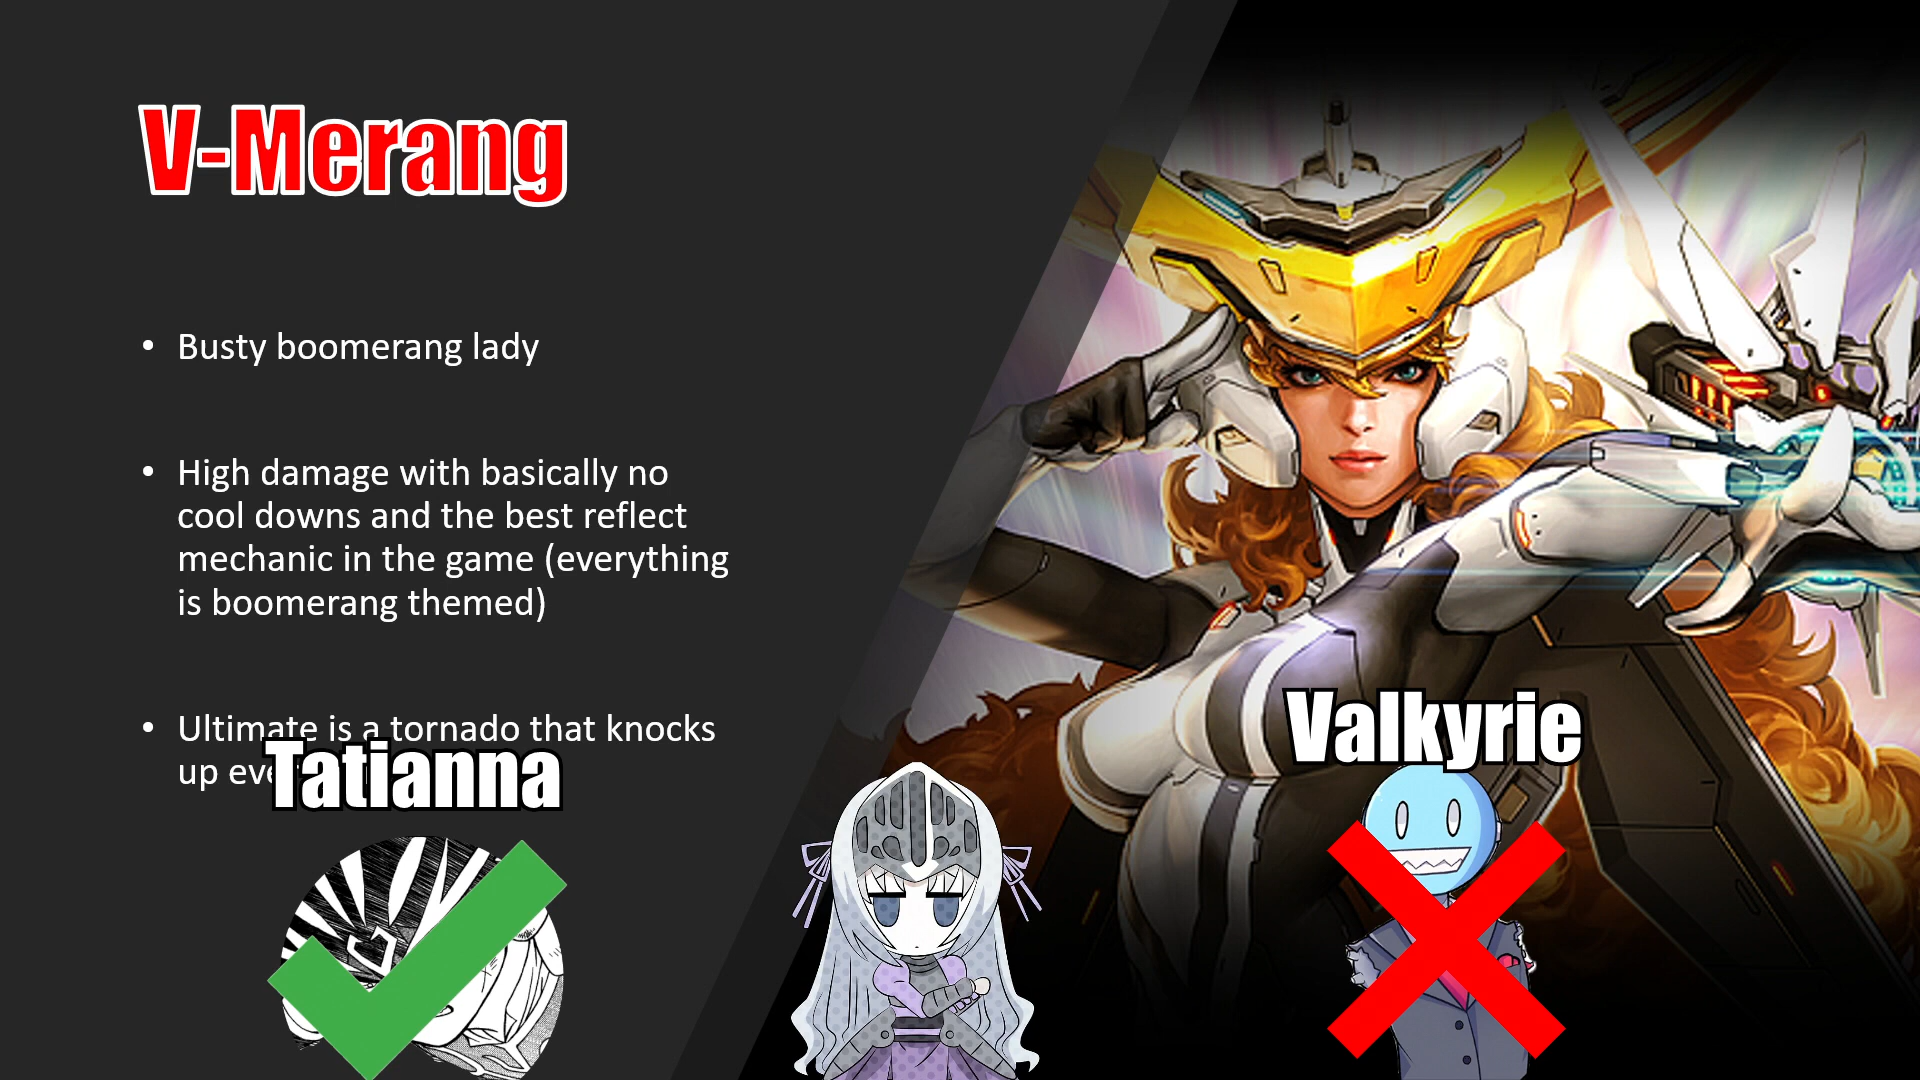 V-Merang
• Busty boomerang lady
• High damage with basically no
cool downs and the best reflect
mechanic in the game (everything
is boomerang themed)
• Ultimate is a tornado that knocks
up
Tatianna
Valkyrie